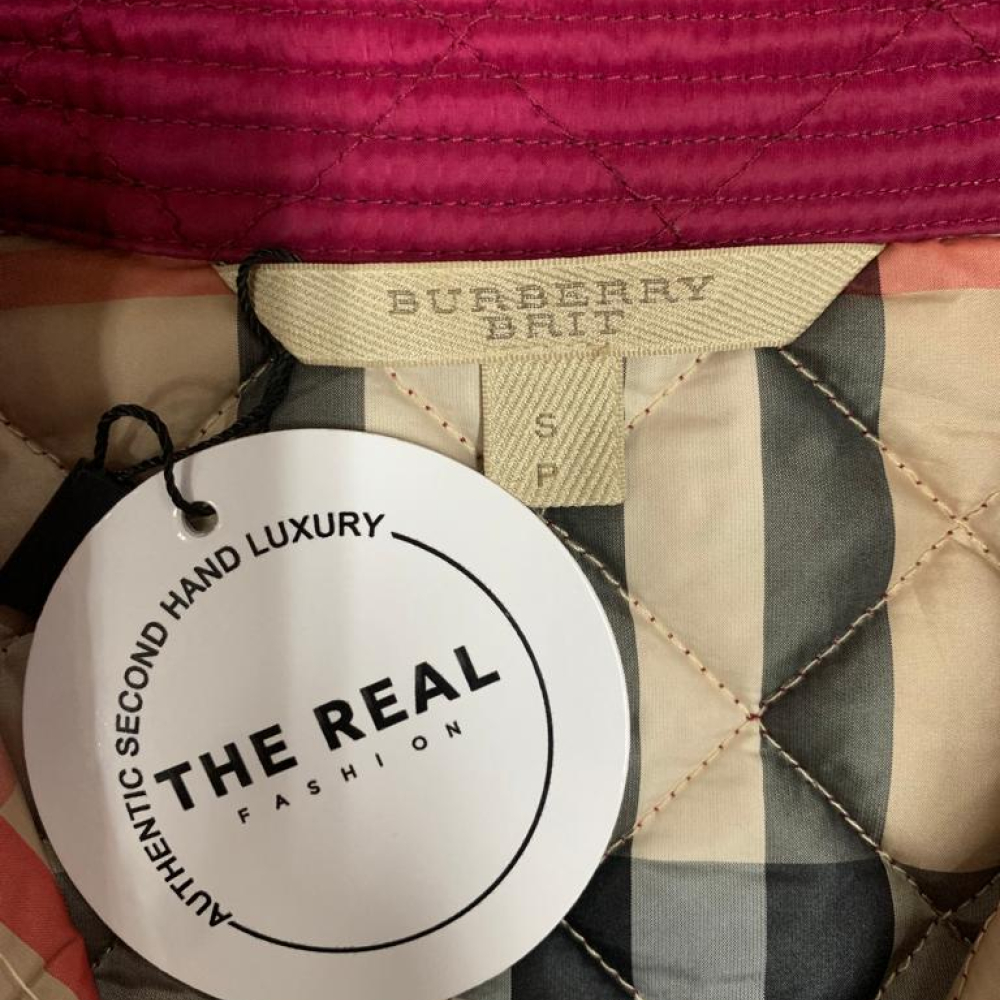 BURBERRY
BRIT
S
P
AUTHENTIC SECOND HAND LUXURY
THE REAL
FASHION